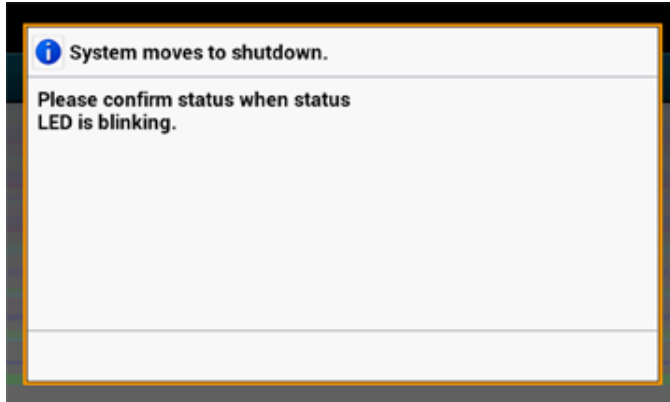 System moves to shutdown.
Please confirm status when status
LED is blinking.